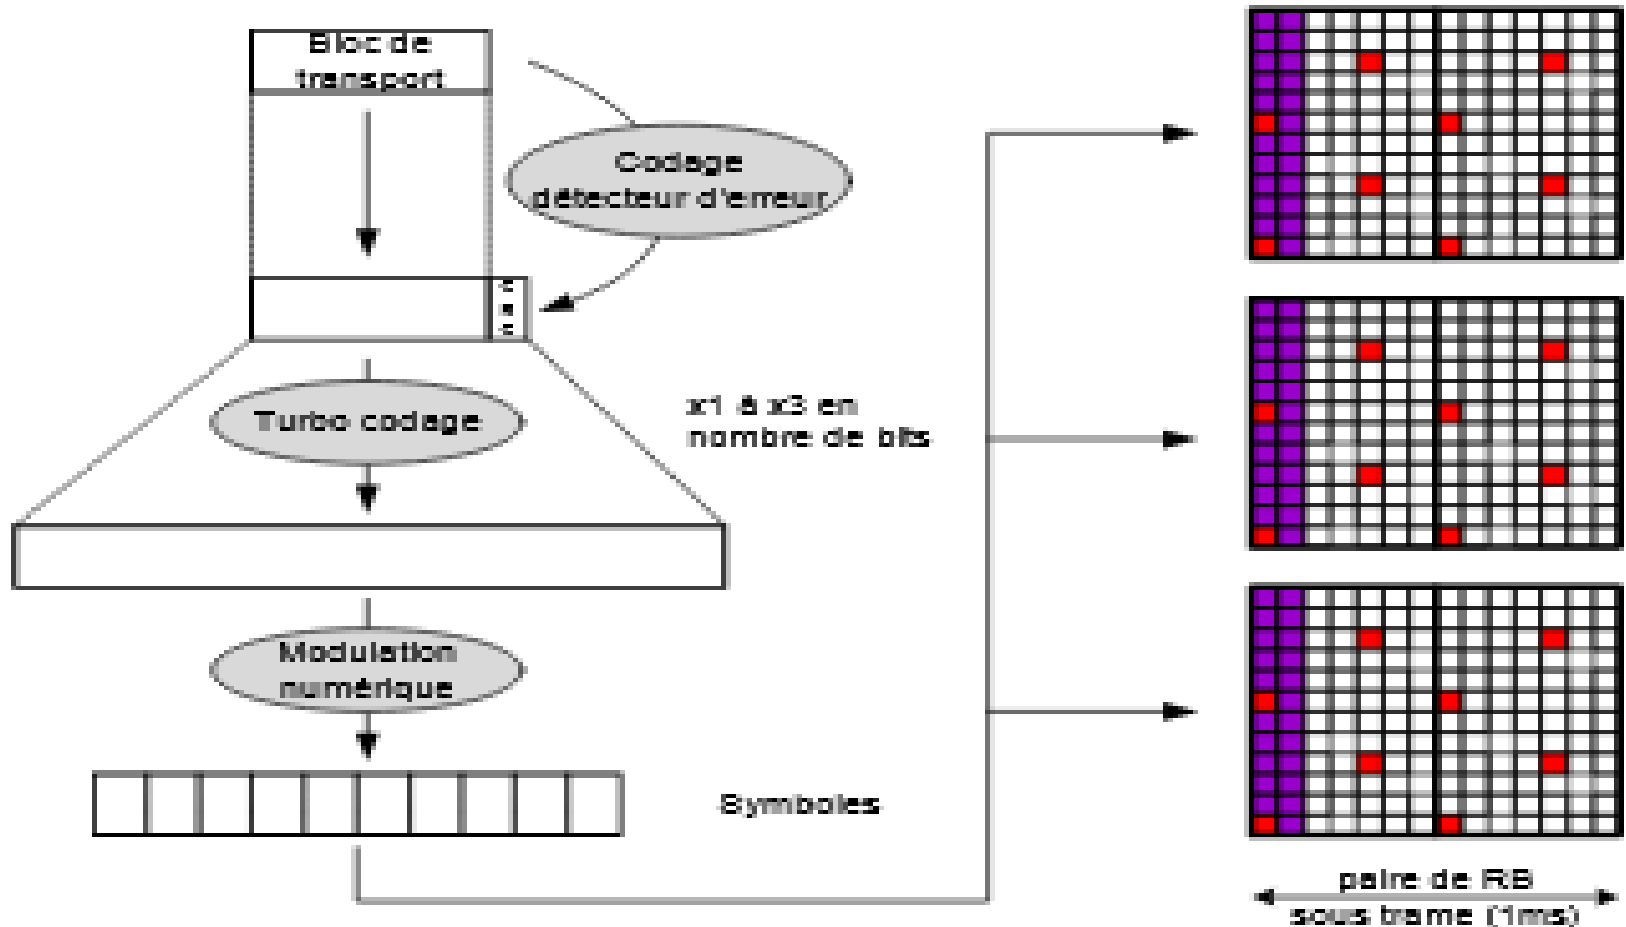 Bloc de
transport
Codage
détecteur d'erreur
Turbo codage
x1 à x3 en
nombre de bits
Modulation
numérique
Symboles
paire de RB
sous trame (1ms)